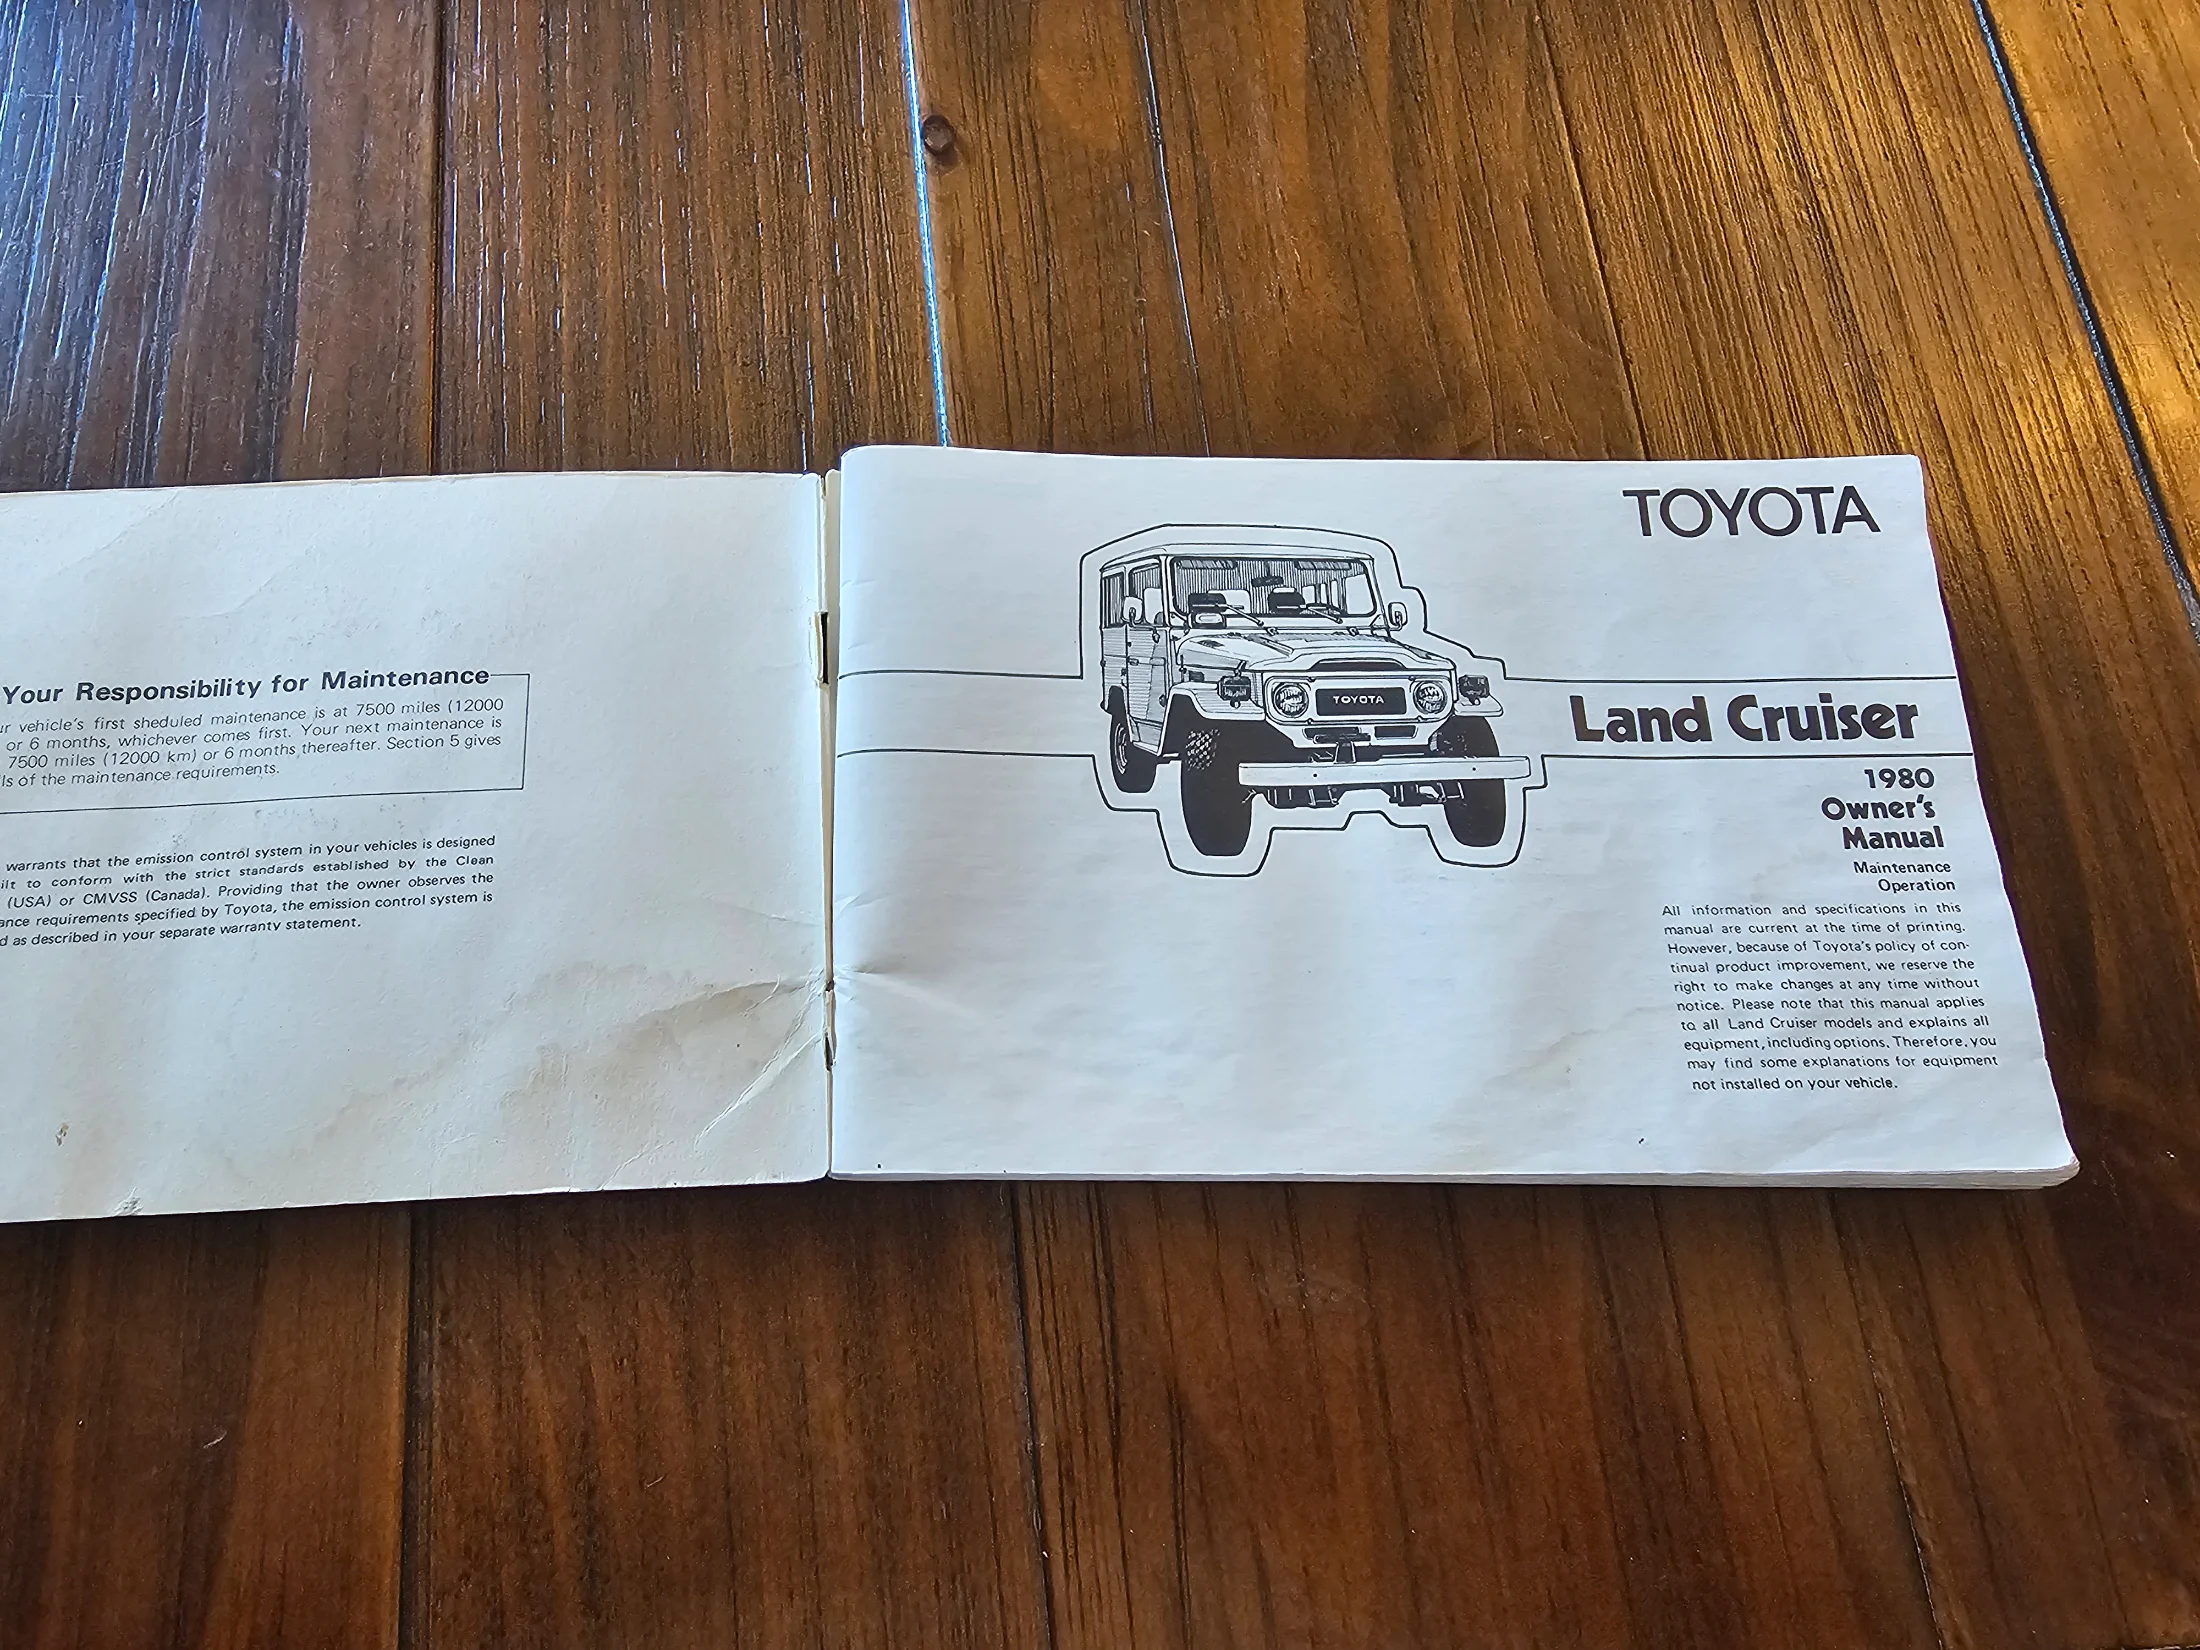 Your Responsibility for Maintenance
vehicle's first sheduled maintenance is at 7500 miles (12000
or 6 months, whichever comes first. Your next maintenance is
7500 miles (12000 km) or 6 months thereafter. Section 5 gives
of the maintenance requirements.
warrants that the emission control system in your vehicles is designed
to conform with the strict standards established by the Clean
(USA) or CMVSS (Canada). Providing that the owner observes the
requirements specified by Toyota, the emission control system is
as described in your separate warranty statement.
TOYOTA
TOYOTA
Land Cruiser
1980
Owner's
Manual
Maintenance
Operation
All information and specifications in this
manual are current at the time of printing.
However, because of Toyota's policy of con-
tinual product improvement, we reserve the
right to make changes at any time without
notice. Please note that this manual applies
to all Land Cruiser models and explains all
equipment, including options. Therefore, you
may find some explanations for equipment
not installed on your vehicle.